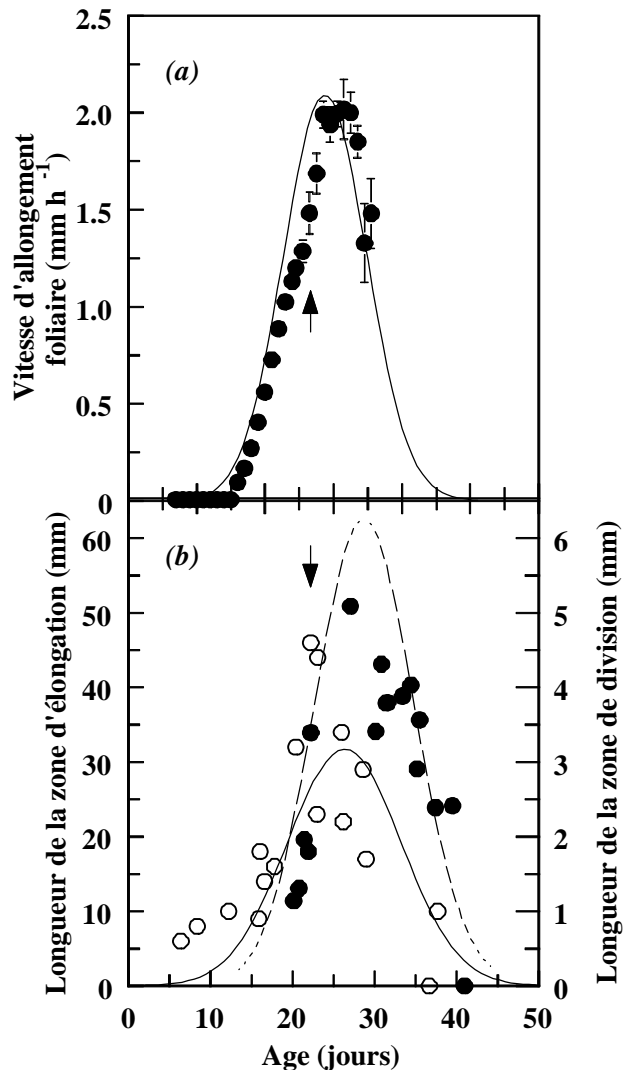 2.5
(a)
2.0
1.5
1.0
0.5
0
Vitesse d'allongement
foliaire (mm h -1)
60
(b)
50
40
30
20
10
0
Longueur de la zone d'élongation (mm)
6
5
4
3
2
1
0
Longueur de la zone de division (mm)
0 10 20 30 40 50
Age (jours)